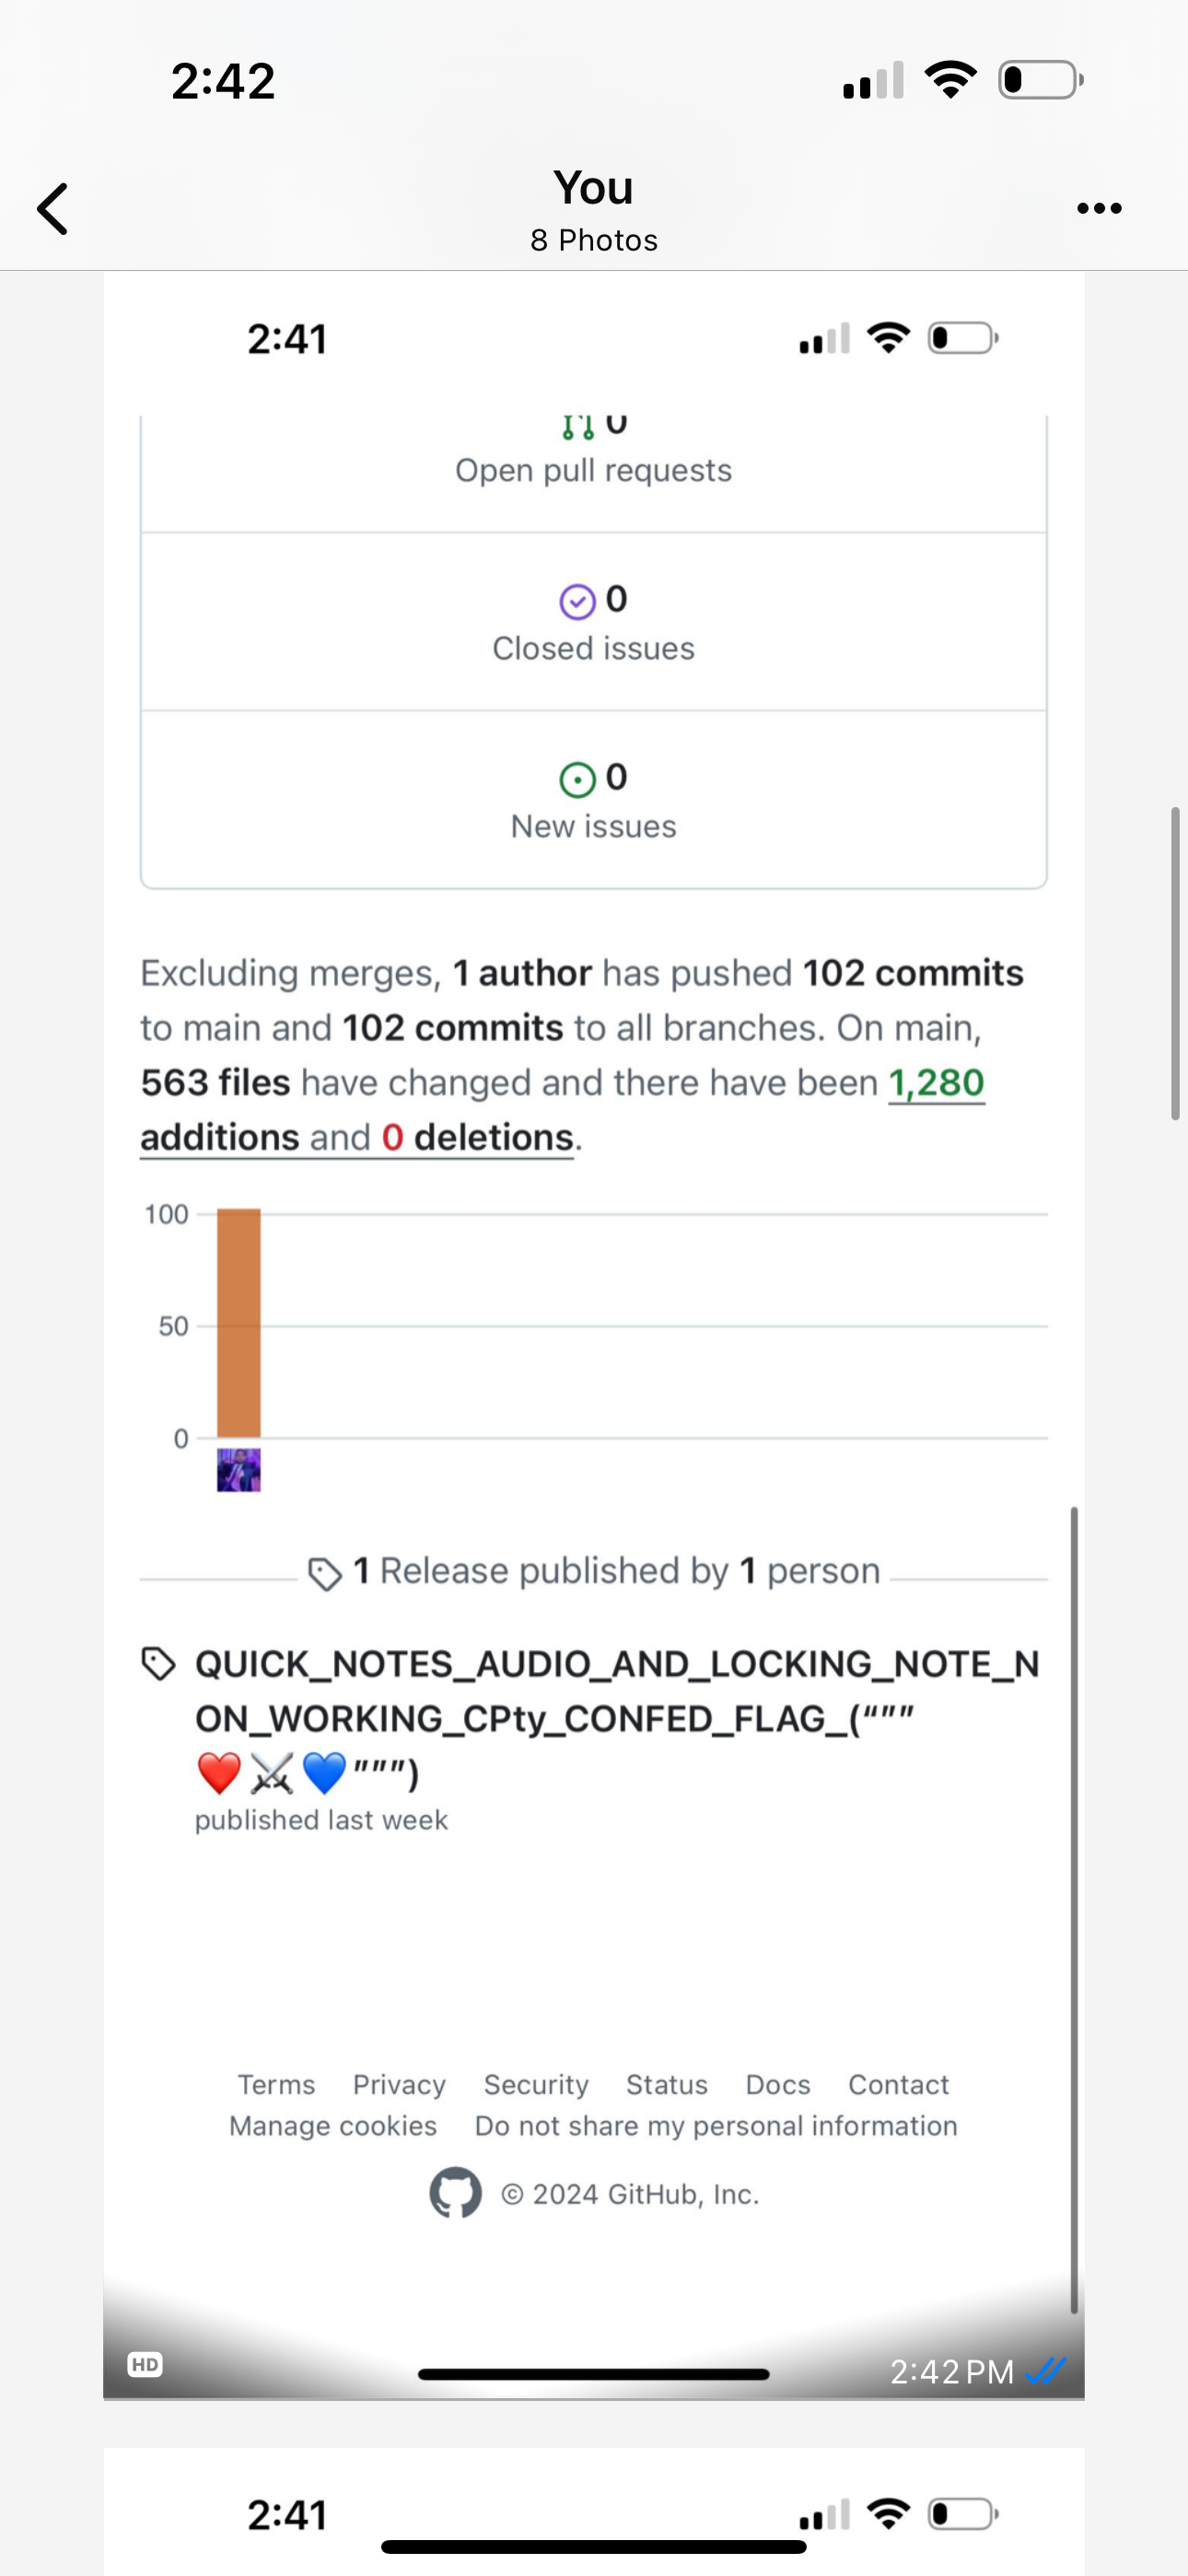 2:42
You
8 Photos
2:41
0
Open pull requests
0
Closed issues
0
New issues
Excluding merges, 1 author has pushed 102 commits
to main and 102 commits to all branches. On main,
563 files have changed and there have been 1,280
additions and 0 deletions.
100
50
0
1 Release published by 1 person
QUICK_NOTES_AUDIO_AND_LOCKING_NOTE_N
ON_WORKING_CPty_CONFED_FLAG_(“″″
❤️⚔️💙″″″)
published last week
Terms Privacy Security Status Docs Contact
Manage cookies Do not share my personal information
© 2024 GitHub, Inc.
HD
2:42 PM
2:41